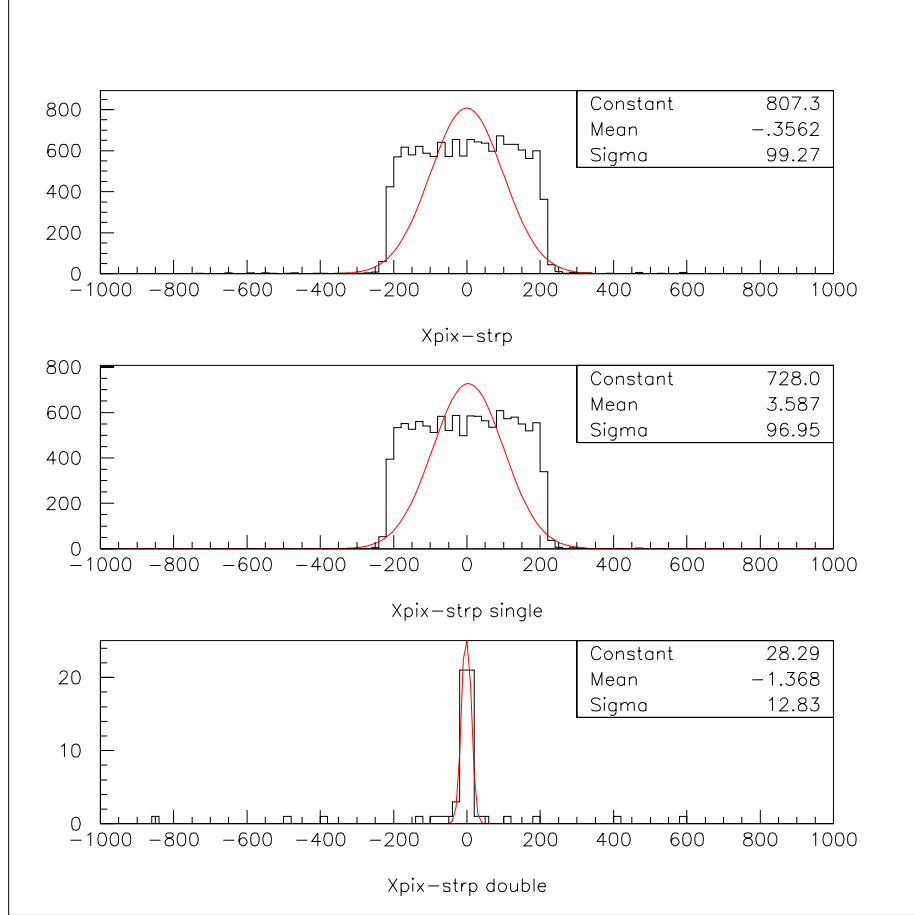 800
600
400
200
0
Constant 807.3
Mean -.3562
Sigma 99.27
-1000 -800 -600 -400 -200 0 200 400 600 800 1000
Xpix-strp
800
600
400
200
0
Constant 728.0
Mean 3.587
Sigma 96.95
-1000 -800 -600 -400 -200 0 200 400 600 800 1000
Xpix-strp single
20
10
0
Constant 28.29
Mean -1.368
Sigma 12.83
-1000 -800 -600 -400 -200 0 200 400 600 800 1000
Xpix-strp double